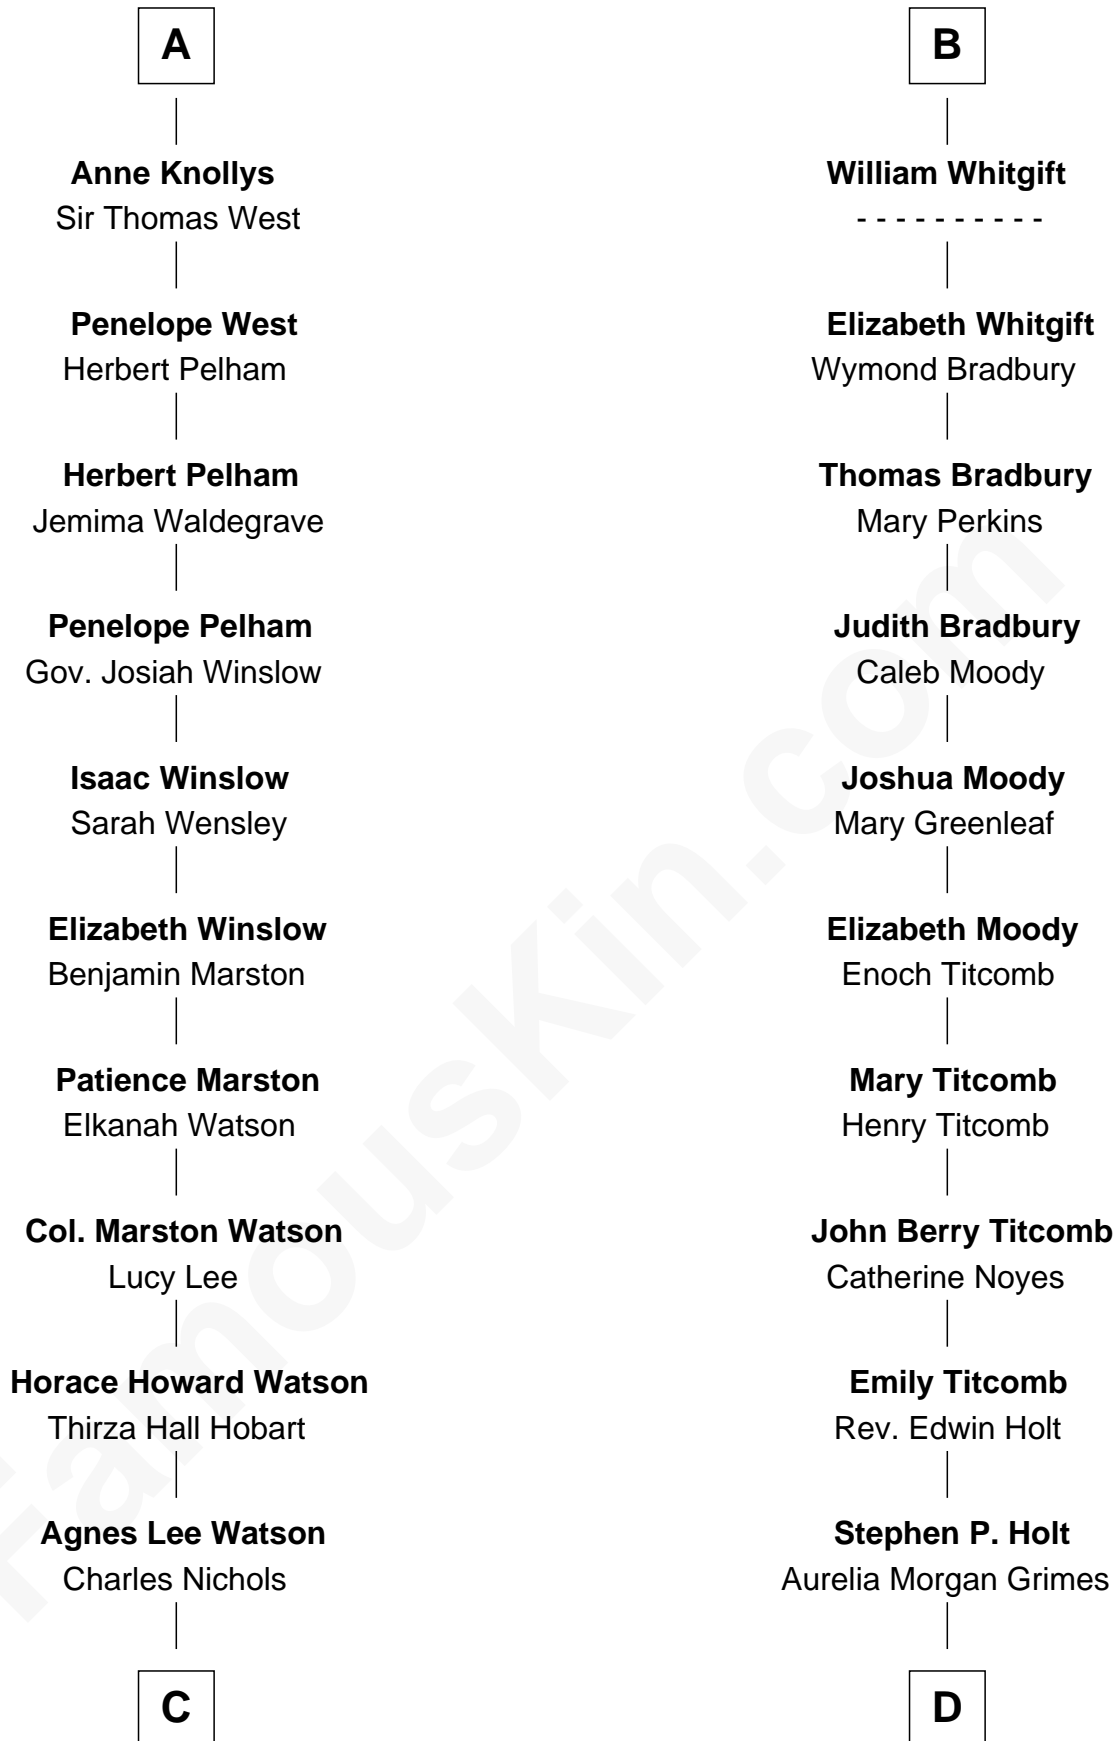 A
Anne Knollys
Sir Thomas West
Penelope West
Herbert Pelham
Herbert Pelham
Jemima Waldegrave
Penelope Pelham
Gov. Josiah Winslow
Isaac Winslow
Sarah Wensley
Elizabeth Winslow
Benjamin Marston
Patience Marston
Elkanah Watson
Col. Marston Watson
Lucy Lee
Horace Howard Watson
Thirza Hall Hobart
Agnes Lee Watson
Charles Nichols
C
B
William Whitgift
- - - - - - - - - -
Elizabeth Whitgift
Wymond Bradbury
Thomas Bradbury
Mary Perkins
Judith Bradbury
Caleb Moody
Joshua Moody
Mary Greenleaf
Elizabeth Moody
Enoch Titcomb
Mary Titcomb
Henry Titcomb
John Berry Titcomb
Catherine Noyes
Emily Titcomb
Rev. Edwin Holt
Stephen P. Holt
Aurelia Morgan Grimes
D
FamousKin.com